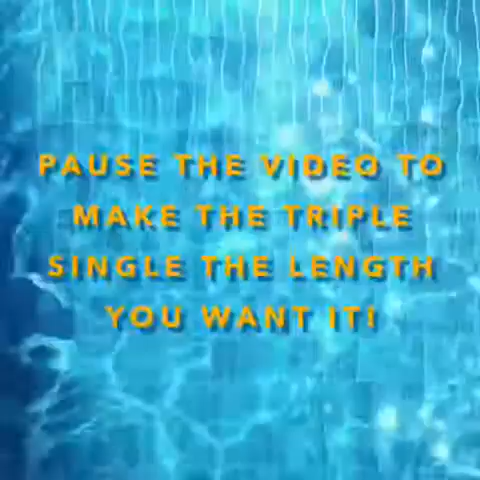 PAUSE THE VIDEO TO
MAKE THE TRIPLE
SINGLE THE LENGTH
YOU WANT IT!